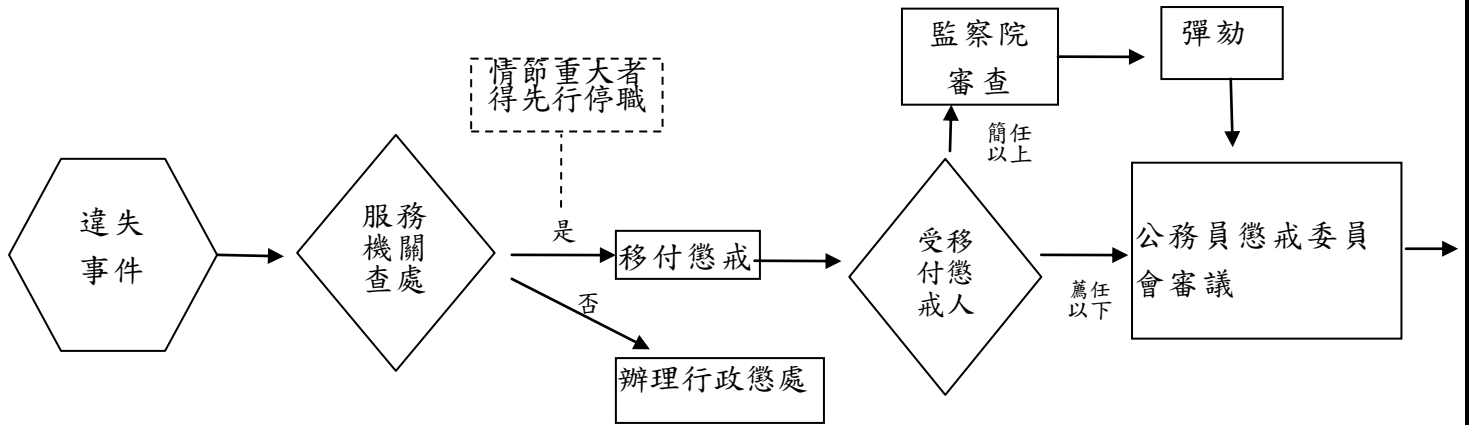 違失
事件
服務
機關
查處
情節重大者
得先行停職
是
否
移付懲戒
辦理行政懲處
受移
付懲
戒人
簡任
以上
薦任
以下
監察院
審查
彈劾
公務員懲戒委員
會審議